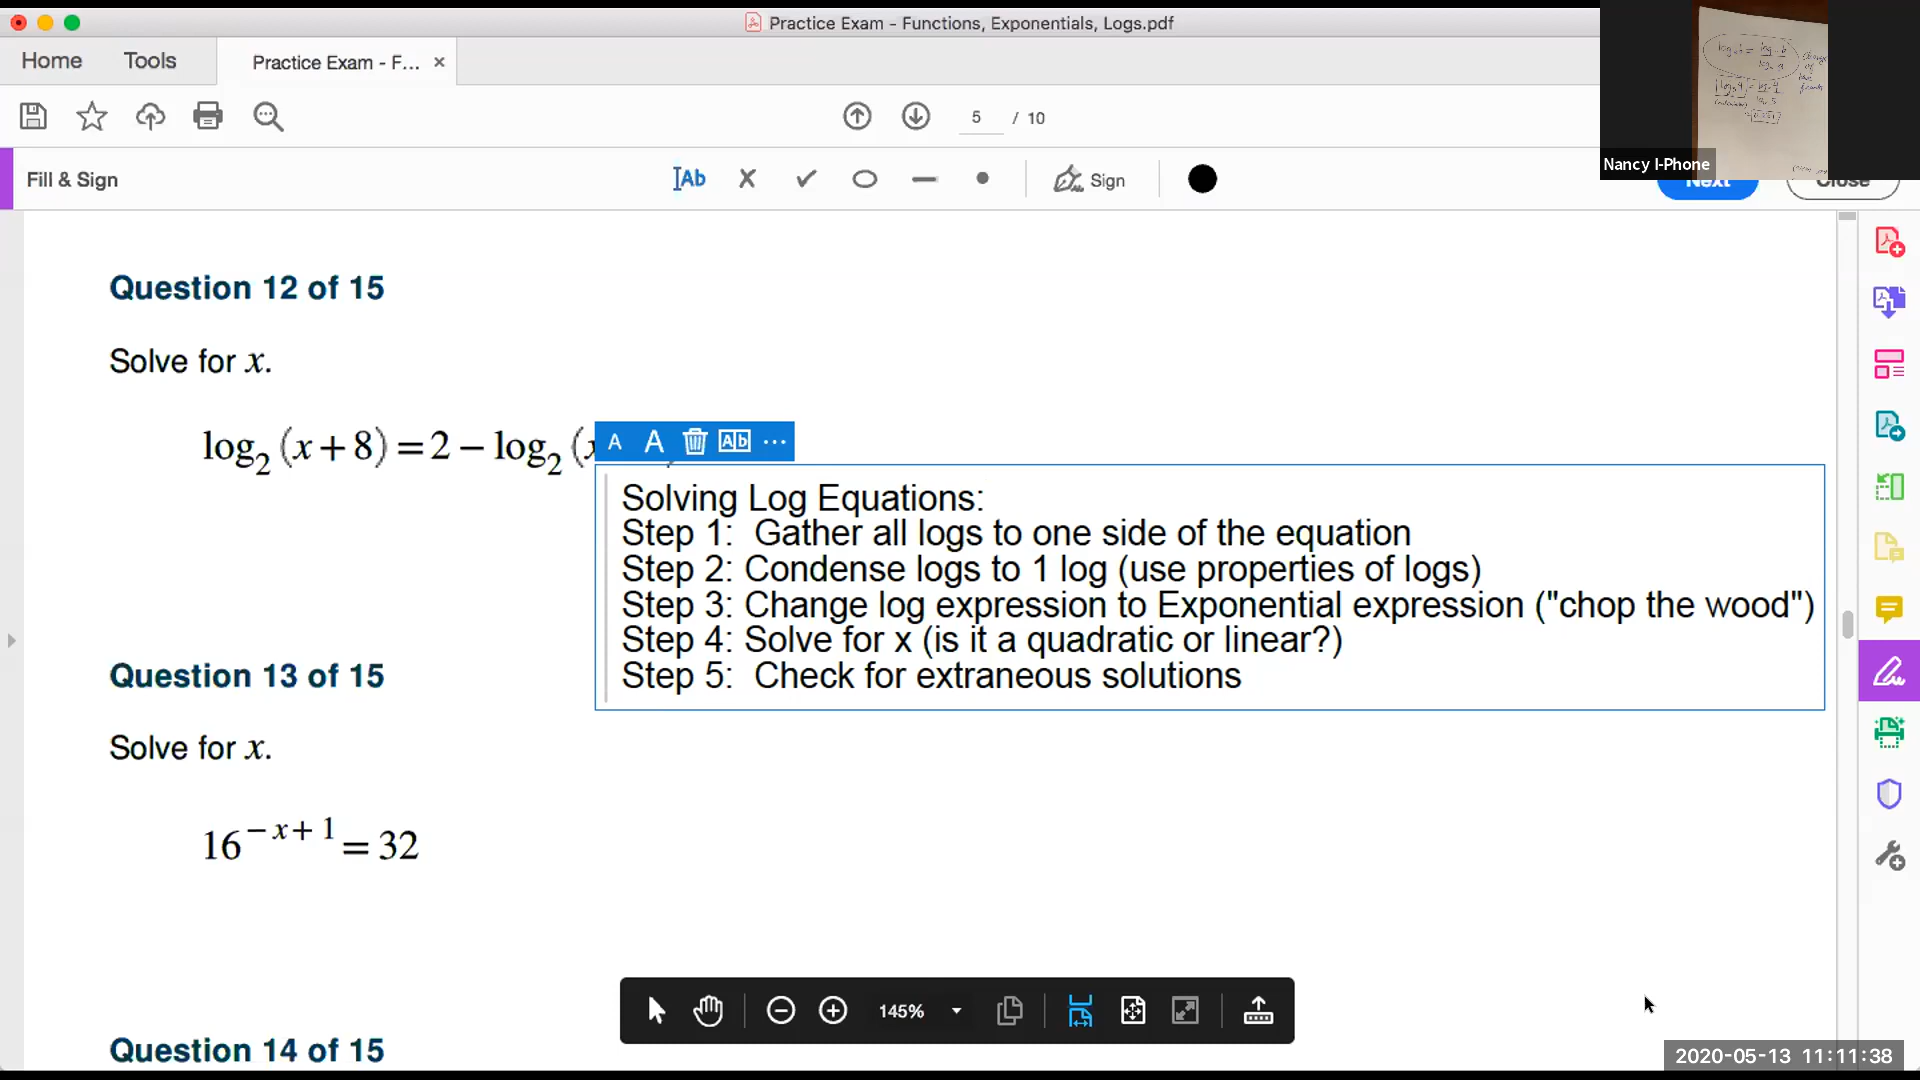 Practice Exam - Functions, Exponentials, Logs.pdf
Home
Tools
Practice Exam - F... ×
5 / 10
Fill & Sign
Ab
Sign
Next
Close
Nancy I-Phone
Question 12 of 15
Solve for x.
log₂ (x + 8) = 2 − log₂ (x
A A Ab ...
Solving Log Equations:
Step 1:  Gather all logs to one side of the equation
Step 2: Condense logs to 1 log (use properties of logs)
Step 3: Change log expression to Exponential expression ("chop the wood")
Step 4: Solve for x (is it a quadratic or linear?)
Step 5:  Check for extraneous solutions
Question 13 of 15
Solve for x.
16^(−x + 1) = 32
145%
Question 14 of 15
2020-05-13 11:11:38